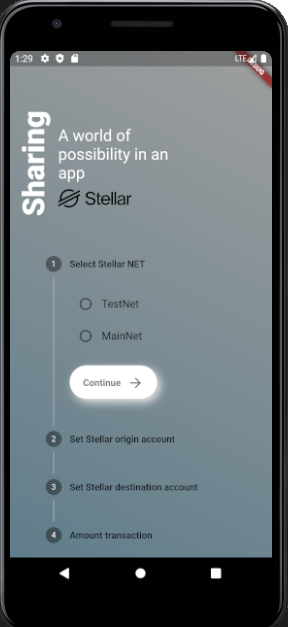 1:29
LTE
Sharing
A world of
possibility in an
app
Stellar
1 Select Stellar NET
TestNet
MainNet
Continue
2 Set Stellar origin account
3 Set Stellar destination account
4 Amount transaction